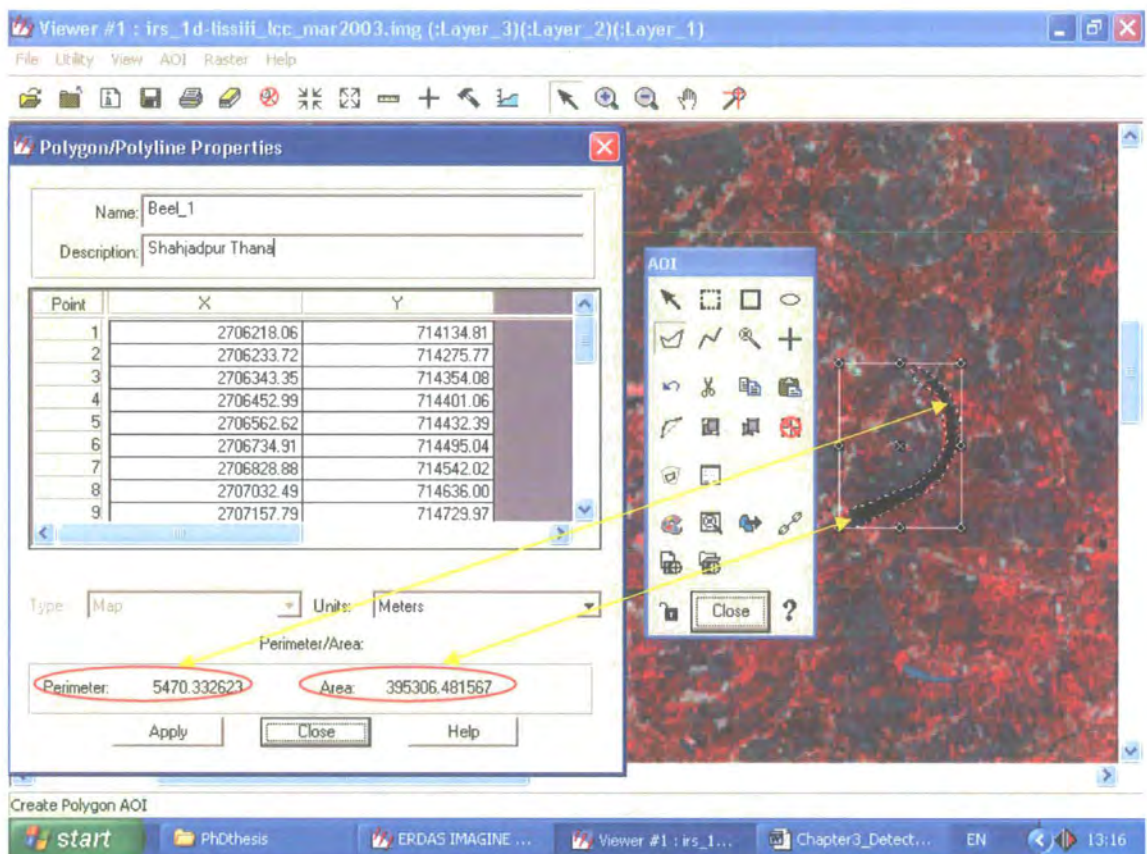 Viewer #1 : irs_1d-lissiii_lcc_mar2003.img (:Layer_3)(:Layer_2)(:Layer_1)
File Utility View AOI Raster Help
Polygon/Polyline Properties
Name: Beel_1
Description: Shahjadpur Thana
Point X Y
1 2706218.06 714134.81
2 2706233.72 714275.77
3 2706343.35 714354.08
4 2706452.99 714401.06
5 2706562.62 714432.39
6 2706734.91 714495.04
7 2706828.88 714542.02
8 2707032.49 714636.00
9 2707157.79 714729.97
Type: Map Units: Meters
Perimeter/Area:
Perimeter: 5470.332623 Area: 395306.481567
Apply Close Help
AOI
Close ?
Create Polygon AOI
start PhDthesis ERDAS IMAGINE ... Viewer #1 : irs_1... Chapter3_Detect... EN 13:16